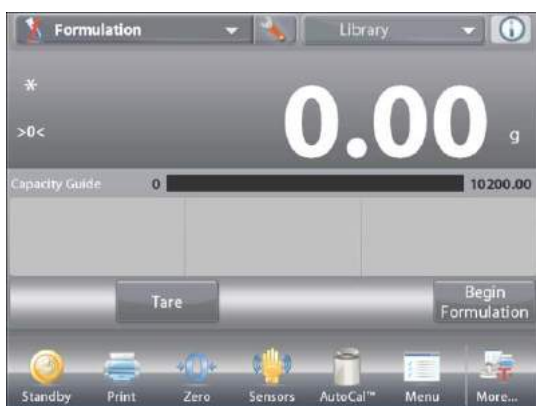 Formulation
Library
*
>0<
0.00 g
Capacity Guide 0 10200.00
Tare
Begin
Formulation
Standby Print Zero Sensors AutoCal™ Menu More...